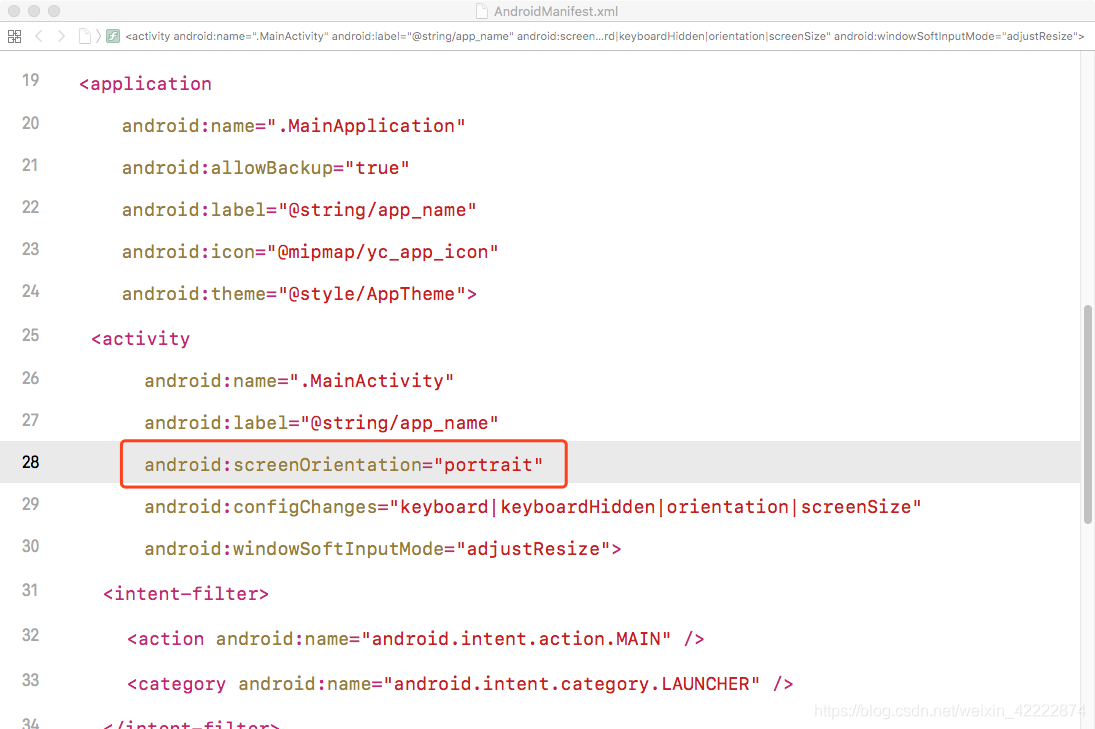 AndroidManifest.xml
<activity android:name=".MainActivity" android:label="@string/app_name" android:screen...rd|keyboardHidden|orientation|screenSize" android:windowSoftInputMode="adjustResize">
19 <application
20 android:name=".MainApplication"
21 android:allowBackup="true"
22 android:label="@string/app_name"
23 android:icon="@mipmap/yc_app_icon"
24 android:theme="@style/AppTheme">
25 <activity
26 android:name=".MainActivity"
27 android:label="@string/app_name"
28 android:screenOrientation="portrait"
29 android:configChanges="keyboard|keyboardHidden|orientation|screenSize"
30 android:windowSoftInputMode="adjustResize">
31 <intent-filter>
32 <action android:name="android.intent.action.MAIN" />
33 <category android:name="android.intent.category.LAUNCHER" />
https://blog.csdn.net/weixin_42222874
34 </intent-filter>